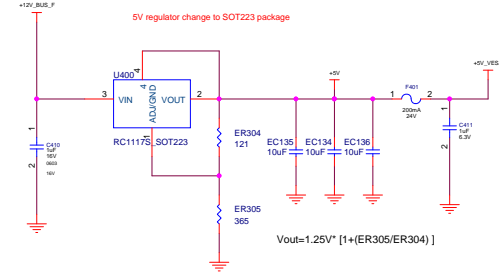 +12V_BUS_F
5V regulator change to SOT223 package
+5V_VES
U400
4
4
3
VIN
VOUT
2
ADJ/GND
1
RC1117S_SOT223
+5V
1
F401
2
200mA
24V
1
C410
1uF
16V
0603
16V
2
ER304
121
EC135
10uF
EC134
10uF
EC136
10uF
1
C411
1uF
6.3V
2
ER305
365
Vout=1.25V* [1+(ER305/ER304) ]